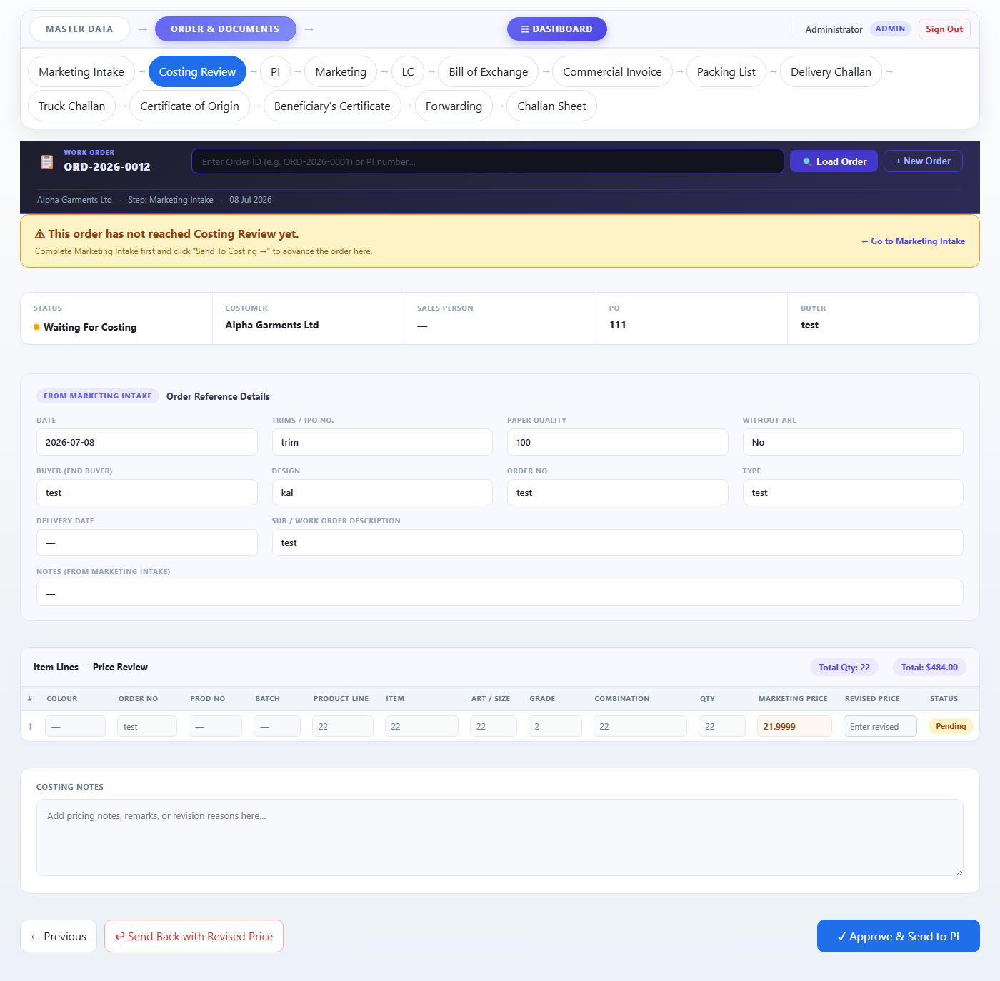 MASTER DATA → ORDER & DOCUMENTS → ☷ DASHBOARD Administrator ADMIN Sign Out
Marketing Intake → Costing Review → PI → Marketing → LC → Bill of Exchange → Commercial Invoice → Packing List → Delivery Challan →
Truck Challan → Certificate of Origin → Beneficiary's Certificate → Forwarding → Challan Sheet
WORK ORDER
ORD-2026-0012
Enter Order ID (e.g. ORD-2026-0001) or PI number...
Load Order
+ New Order
Alpha Garments Ltd · Step: Marketing Intake · 08 Jul 2026
⚠ This order has not reached Costing Review yet.
Complete Marketing Intake first and click "Send To Costing →" to advance the order here.
← Go to Marketing Intake
STATUS CUSTOMER SALES PERSON PO BUYER
Waiting For Costing Alpha Garments Ltd — 111 test
FROM MARKETING INTAKE Order Reference Details
DATE TRIMS / IPO NO. PAPER QUALITY WITHOUT ARL
2026-07-08 trim 100 No
BUYER (END BUYER) DESIGN ORDER NO TYPE
test kal test test
DELIVERY DATE SUB / WORK ORDER DESCRIPTION
— test
NOTES (FROM MARKETING INTAKE)
—
Item Lines — Price Review Total Qty: 22 Total: $484.00
# COLOUR ORDER NO PROD NO BATCH PRODUCT LINE ITEM ART / SIZE GRADE COMBINATION QTY MARKETING PRICE REVISED PRICE STATUS
1 — test — — 22 22 22 2 22 22 21.9999 Enter revised Pending
COSTING NOTES
Add pricing notes, remarks, or revision reasons here...
← Previous ↩ Send Back with Revised Price ✓ Approve & Send to PI